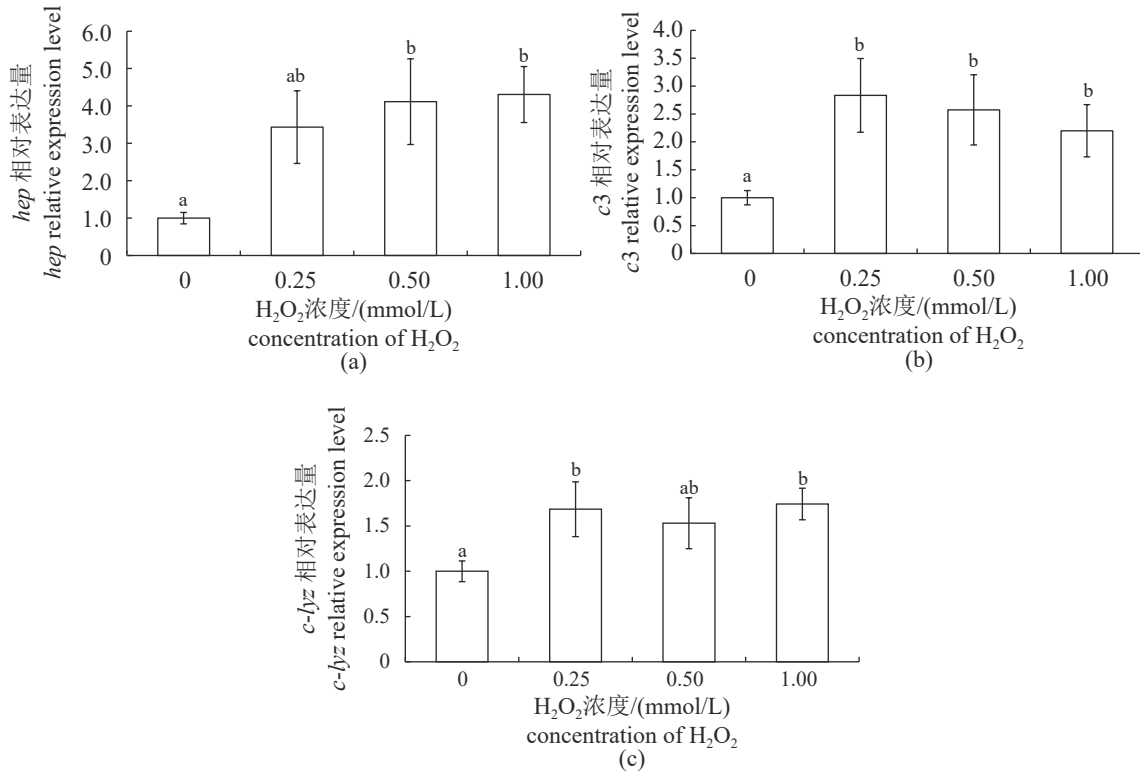 hep 相对表达量
hep relative expression level
6.0
5.0
4.0
3.0
2.0
1.0
0
a
ab
b
b
0 0.25 0.50 1.00
H₂O₂浓度/(mmol/L)
concentration of H₂O₂
(a)
c3 相对表达量
c3 relative expression level
4.0
3.5
3.0
2.5
2.0
1.5
1.0
0.5
0
a
b
b
b
0 0.25 0.50 1.00
H₂O₂浓度/(mmol/L)
concentration of H₂O₂
(b)
c-lyz 相对表达量
c-lyz relative expression level
2.5
2.0
1.5
1.0
0.5
0
a
b
ab
b
0 0.25 0.50 1.00
H₂O₂浓度/(mmol/L)
concentration of H₂O₂
(c)